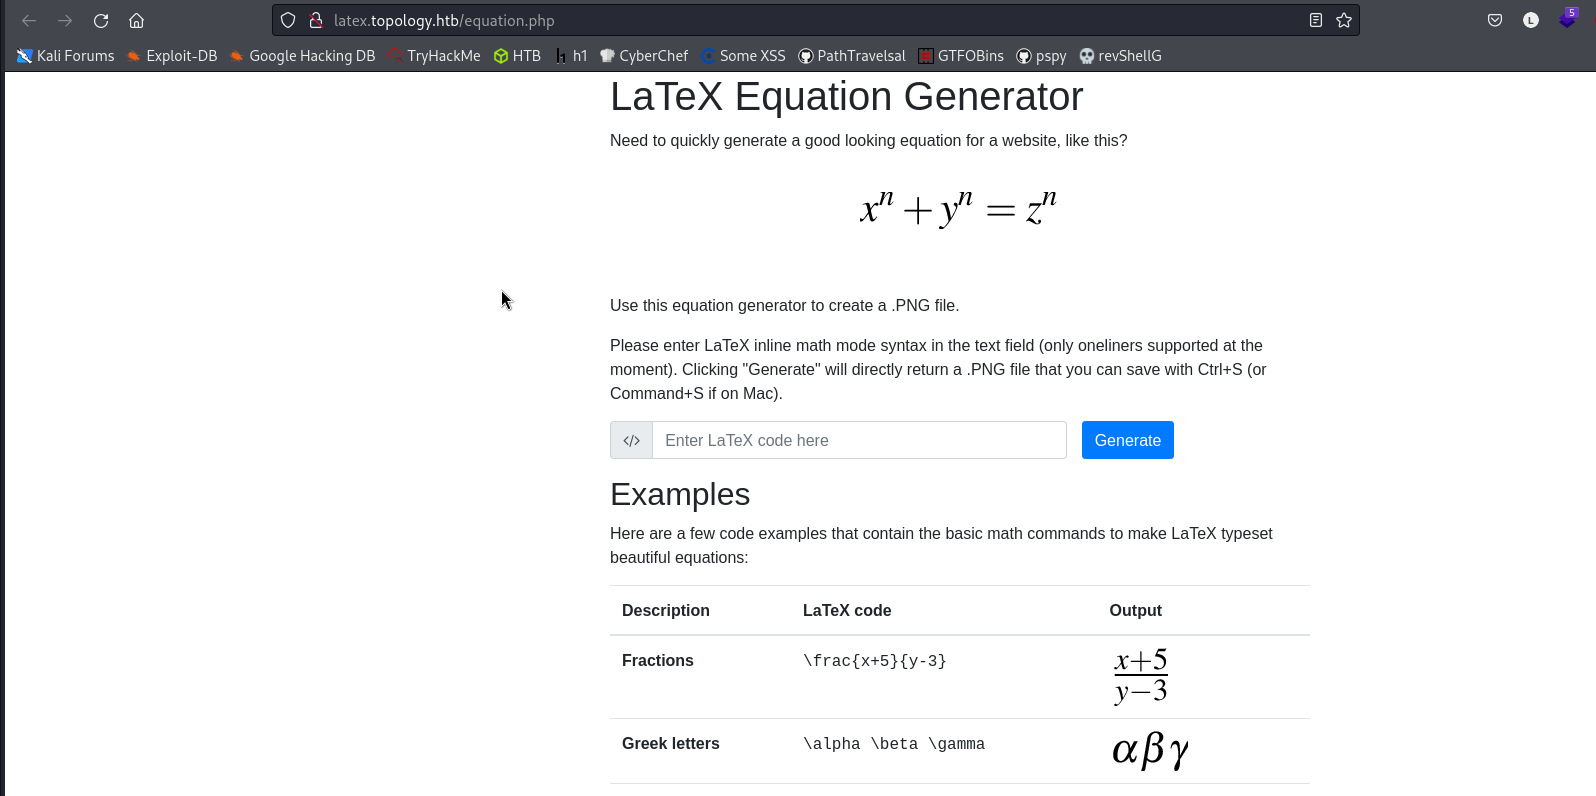 latex.topology.htb/equation.php
5
L
Kali Forums Exploit-DB Google Hacking DB TryHackMe HTB h1 CyberChef Some XSS PathTravelsal GTFOBins pspy revShellG
LaTeX Equation Generator
Need to quickly generate a good looking equation for a website, like this?
xⁿ + yⁿ = zⁿ
Use this equation generator to create a .PNG file.
Please enter LaTeX inline math mode syntax in the text field (only oneliners supported at the
moment). Clicking "Generate" will directly return a .PNG file that you can save with Ctrl+S (or
Command+S if on Mac).
</> Enter LaTeX code here Generate
Examples
Here are a few code examples that contain the basic math commands to make LaTeX typeset
beautiful equations:
Description LaTeX code Output
Fractions \frac{x+5}{y-3} x+5
y−3
Greek letters \alpha \beta \gamma αβγ